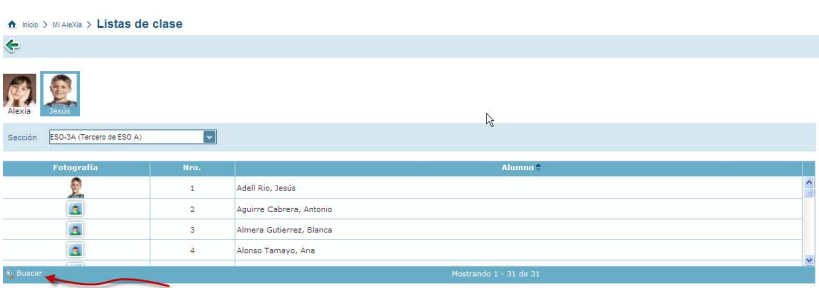 Inicio > Mi AleXia > Listas de clase
Alexia Jesús
Sección ESO-3A (Tercero de ESO A)
Fotografía Nro. Alumno
1 Adell Rio, Jesús
2 Aguirre Cabrera, Antonio
3 Almera Gutierrez, Blanca
4 Alonso Tamayo, Ana
Buscar Mostrando 1 - 31 de 31